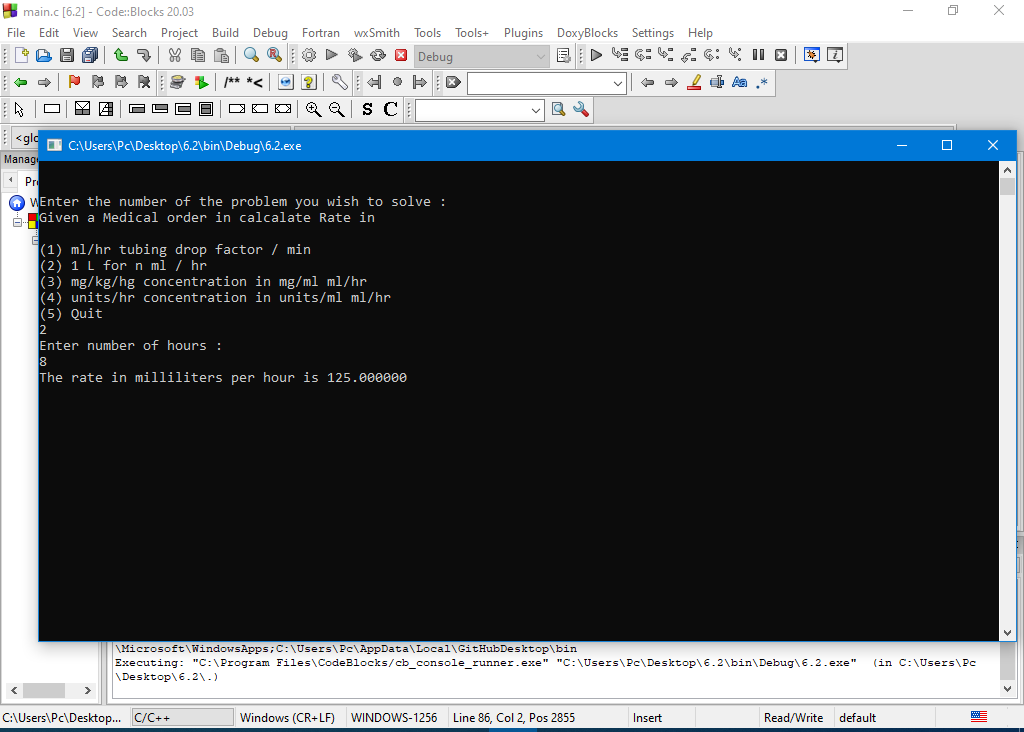 main.c [6.2] - Code::Blocks 20.03
File Edit View Search Project Build Debug Fortran wxSmith Tools Tools+ Plugins DoxyBlocks Settings Help
Debug
/** *<
Aa .*
S C
<glo
C:\Users\Pc\Desktop\6.2\bin\Debug\6.2.exe
Manage
Pr
W
Enter the number of the problem you wish to solve :
Given a Medical order in calcalate Rate in
(1) ml/hr tubing drop factor / min
(2) 1 L for n ml / hr
(3) mg/kg/hg concentration in mg/ml ml/hr
(4) units/hr concentration in units/ml ml/hr
(5) Quit
2
Enter number of hours :
8
The rate in milliliters per hour is 125.000000
\Microsoft\WindowsApps;C:\Users\Pc\AppData\Local\GitHubDesktop\bin
Executing: "C:\Program Files\CodeBlocks/cb_console_runner.exe" "C:\Users\Pc\Desktop\6.2\bin\Debug\6.2.exe"  (in C:\Users\Pc
\Desktop\6.2\.)
C:\Users\Pc\Desktop... C/C++ Windows (CR+LF) WINDOWS-1256 Line 86, Col 2, Pos 2855 Insert Read/Write default